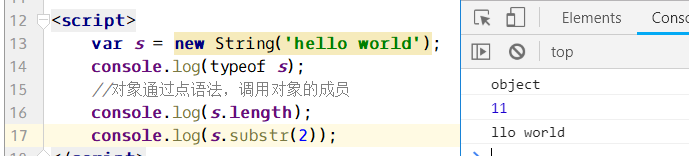 12 <script>
Elements Conso
13 var s = new String('hello world');
14 console.log(typeof s);
top
15 //对象通过点语法，调用对象的成员
object
16 console.log(s.length);
11
17 console.log(s.substr(2));
llo world